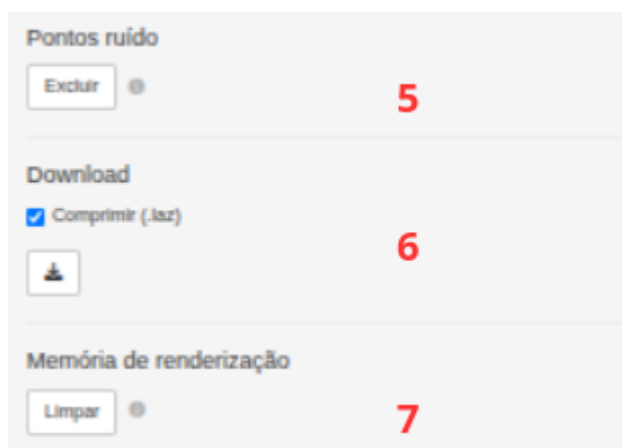 Pontos ruído
Excluir
5
Download
Comprimir (.laz)
6
Memória de renderização
Limpar
7